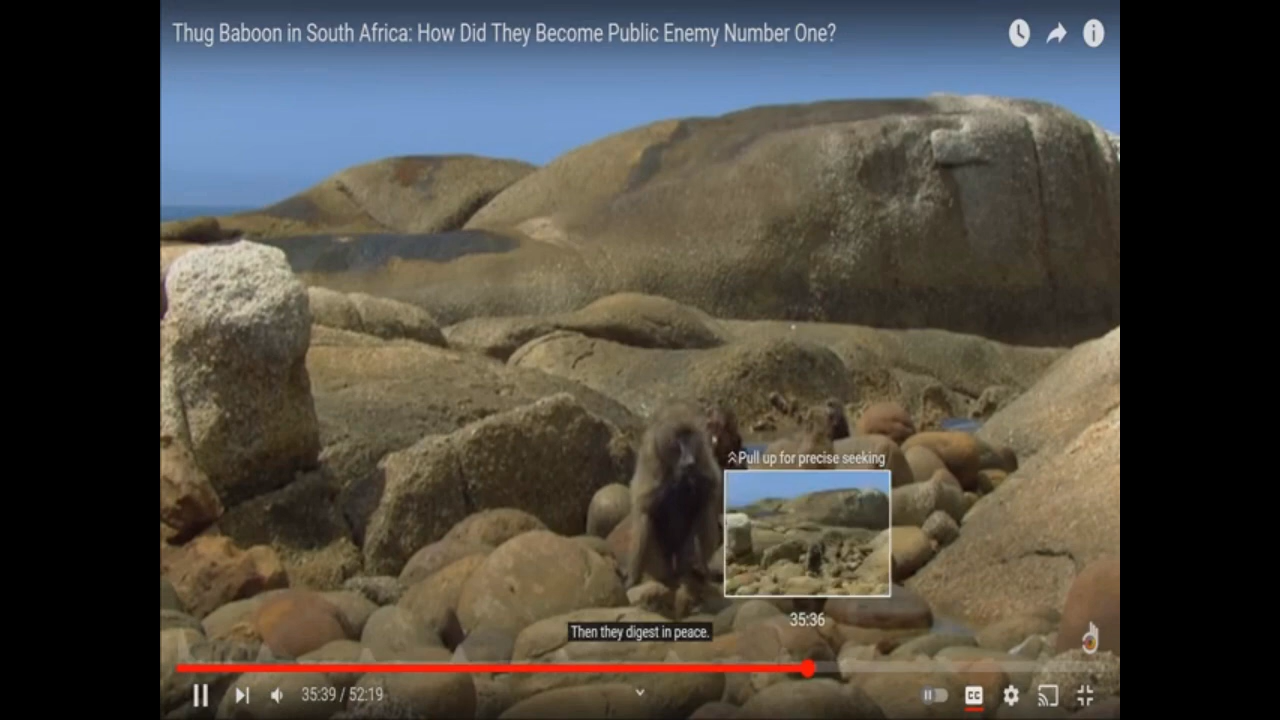 Thug Baboon in South Africa: How Did They Become Public Enemy Number One?
Pull up for precise seeking
35:36
Then they digest in peace.
35:39 / 52:19
CC